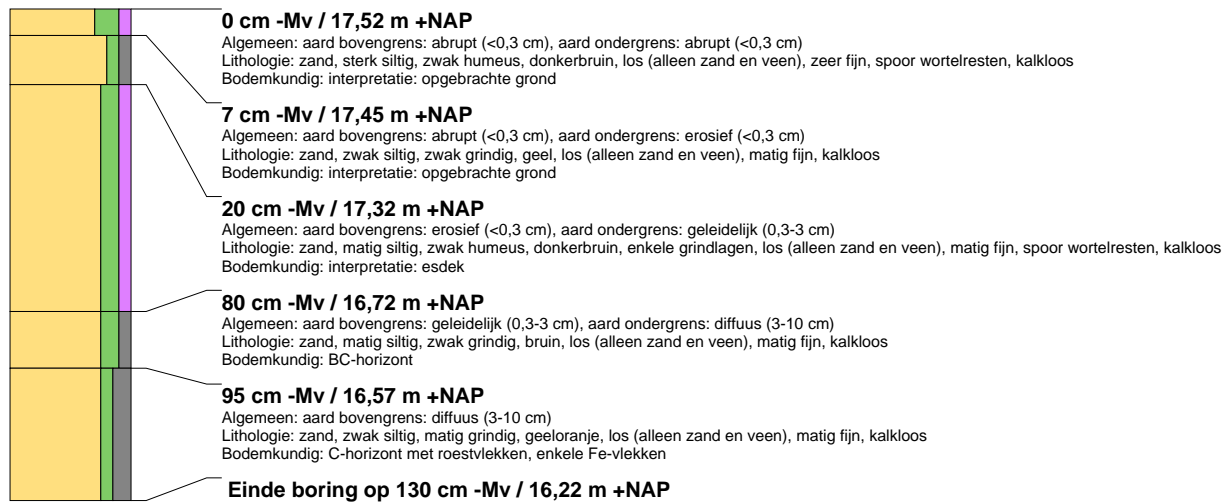 0 cm -Mv / 17,52 m +NAP
Algemeen: aard bovengrens: abrupt (<0,3 cm), aard ondergrens: abrupt (<0,3 cm)
Lithologie: zand, sterk siltig, zwak humeus, donkerbruin, los (alleen zand en veen), zeer fijn, spoor wortelresten, kalkloos
Bodemkundig: interpretatie: opgebrachte grond
7 cm -Mv / 17,45 m +NAP
Algemeen: aard bovengrens: abrupt (<0,3 cm), aard ondergrens: erosief (<0,3 cm)
Lithologie: zand, zwak siltig, zwak grindig, geel, los (alleen zand en veen), matig fijn, kalkloos
Bodemkundig: interpretatie: opgebrachte grond
20 cm -Mv / 17,32 m +NAP
Algemeen: aard bovengrens: erosief (<0,3 cm), aard ondergrens: geleidelijk (0,3-3 cm)
Lithologie: zand, matig siltig, zwak humeus, donkerbruin, enkele grindlagen, los (alleen zand en veen), matig fijn, spoor wortelresten, kalkloos
Bodemkundig: interpretatie: esdek
80 cm -Mv / 16,72 m +NAP
Algemeen: aard bovengrens: geleidelijk (0,3-3 cm), aard ondergrens: diffuus (3-10 cm)
Lithologie: zand, matig siltig, zwak grindig, bruin, los (alleen zand en veen), matig fijn, kalkloos
Bodemkundig: BC-horizont
95 cm -Mv / 16,57 m +NAP
Algemeen: aard bovengrens: diffuus (3-10 cm)
Lithologie: zand, zwak siltig, matig grindig, geeloranje, los (alleen zand en veen), matig fijn, kalkloos
Bodemkundig: C-horizont met roestvlekken, enkele Fe-vlekken
Einde boring op 130 cm -Mv / 16,22 m +NAP